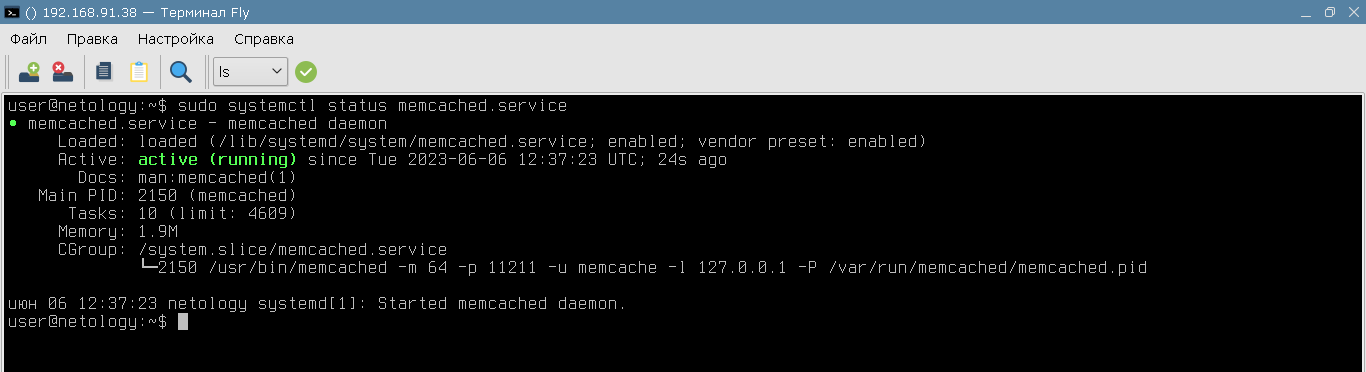 () 192.168.91.38 — Терминал Fly
Файл Правка Настройка Справка
ls
user@netology:~$ sudo systemctl status memcached.service
● memcached.service - memcached daemon
Loaded: loaded (/lib/systemd/system/memcached.service; enabled; vendor preset: enabled)
Active: active (running) since Tue 2023-06-06 12:37:23 UTC; 24s ago
Docs: man:memcached(1)
Main PID: 2150 (memcached)
Tasks: 10 (limit: 4609)
Memory: 1.9M
CGroup: /system.slice/memcached.service
└─2150 /usr/bin/memcached -m 64 -p 11211 -u memcache -l 127.0.0.1 -P /var/run/memcached/memcached.pid
июн 06 12:37:23 netology systemd[1]: Started memcached daemon.
user@netology:~$